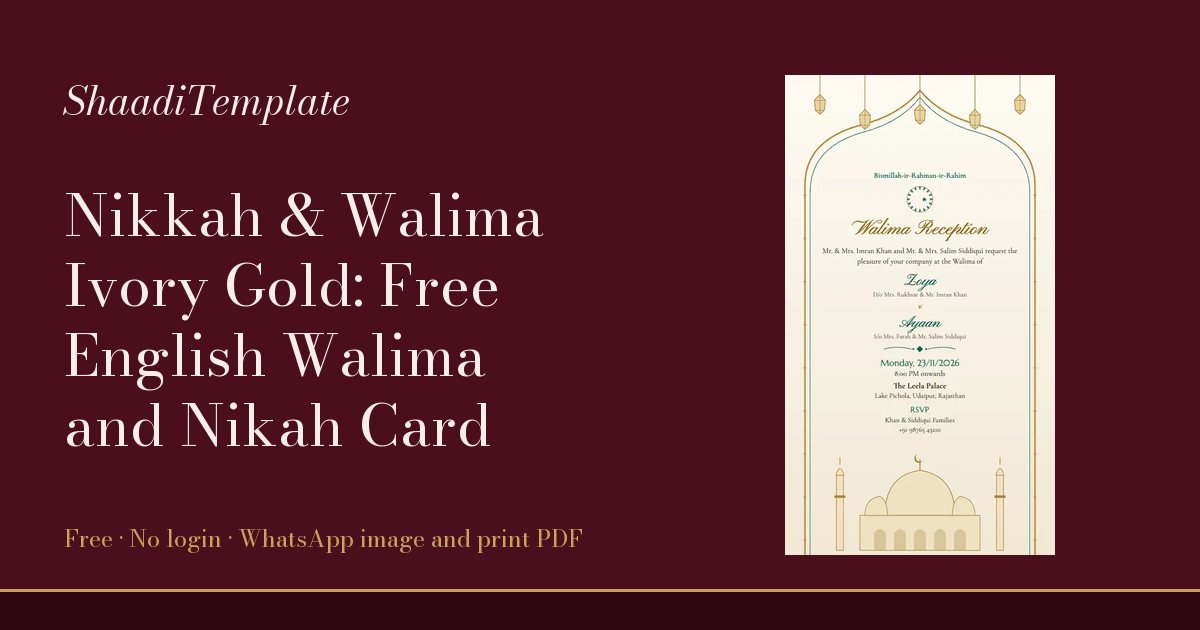 ShaadiTemplate
Nikkah & Walima
Ivory Gold: Free
English Walima
and Nikah Card
Free · No login · WhatsApp image and print PDF
Bismillah-ir-Rahman-ir-Rahim
Walima Reception
Mr. & Mrs. Imran Khan and Mr. & Mrs. Salim Siddiqui request the
pleasure of your company at the Walima of
Zoya
D/o Mrs. Rukhsar & Mr. Imran Khan
Ayaan
S/o Mrs. Farah & Mr. Salim Siddiqui
Monday, 23/11/2026
8:00 PM onwards
The Leela Palace
Lake Pichola, Udaipur, Rajasthan
RSVP
Khan & Siddiqui Families
+91 98765 43210